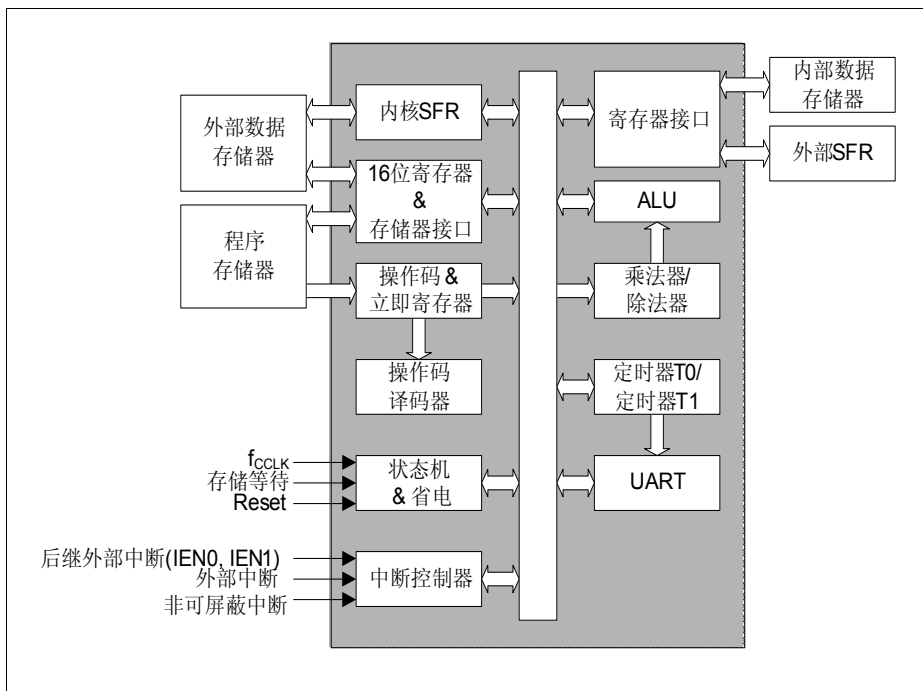 外部数据
存储器
程序
存储器
内核SFR
16位寄存器
&
存储器接口
操作码 &
立即寄存器
操作码
译码器
fCCLK
存储等待
Reset
状态机
& 省电
后继外部中断(IEN0, IEN1)
外部中断
非可屏蔽中断
中断控制器
寄存器接口
ALU
乘法器/
除法器
定时器T0/
定时器T1
UART
内部数据
存储器
外部SFR